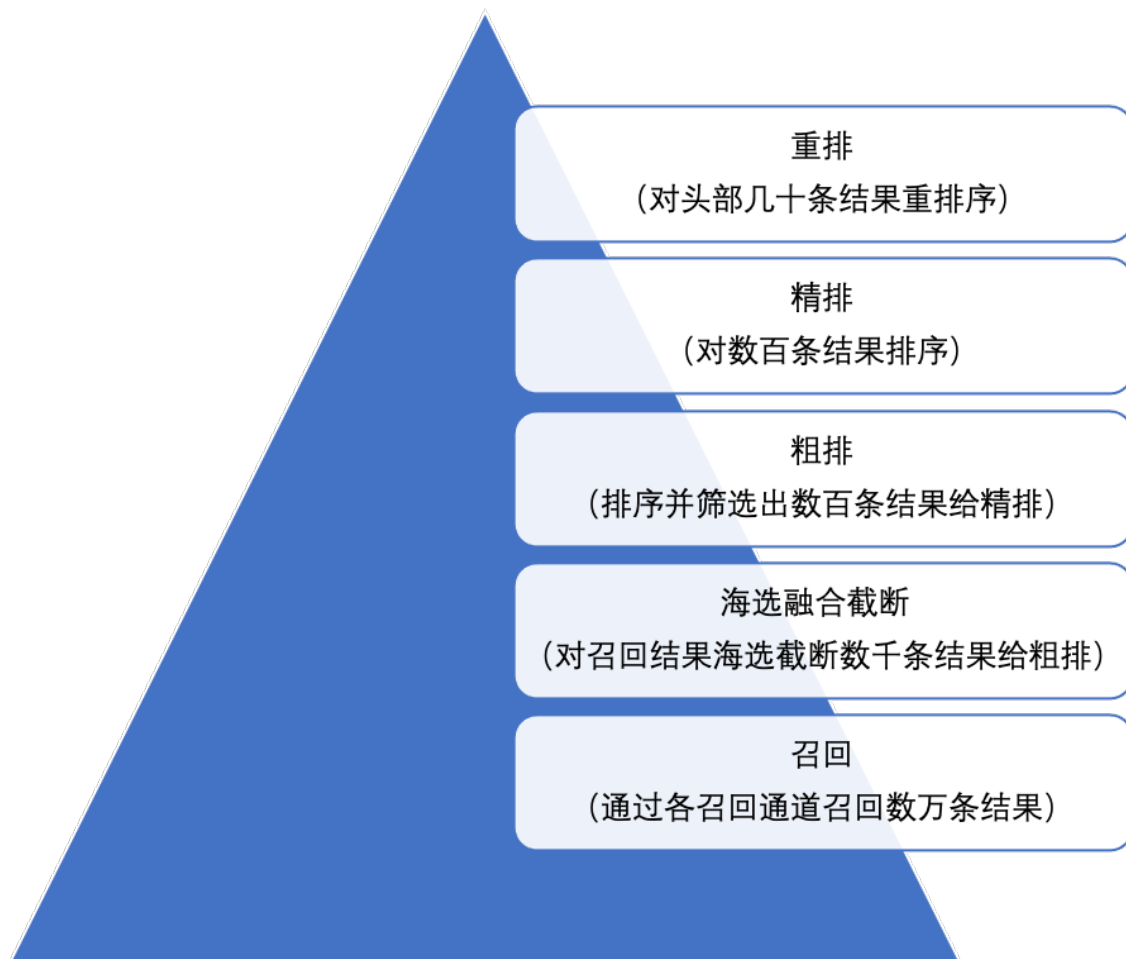 重排
（对头部几十条结果重排序）
精排
（对数百条结果排序）
粗排
（排序并筛选出数百条结果给精排）
海选融合截断
（对召回结果海选截断数千条结果给粗排）
召回
（通过各召回通道召回数万条结果）